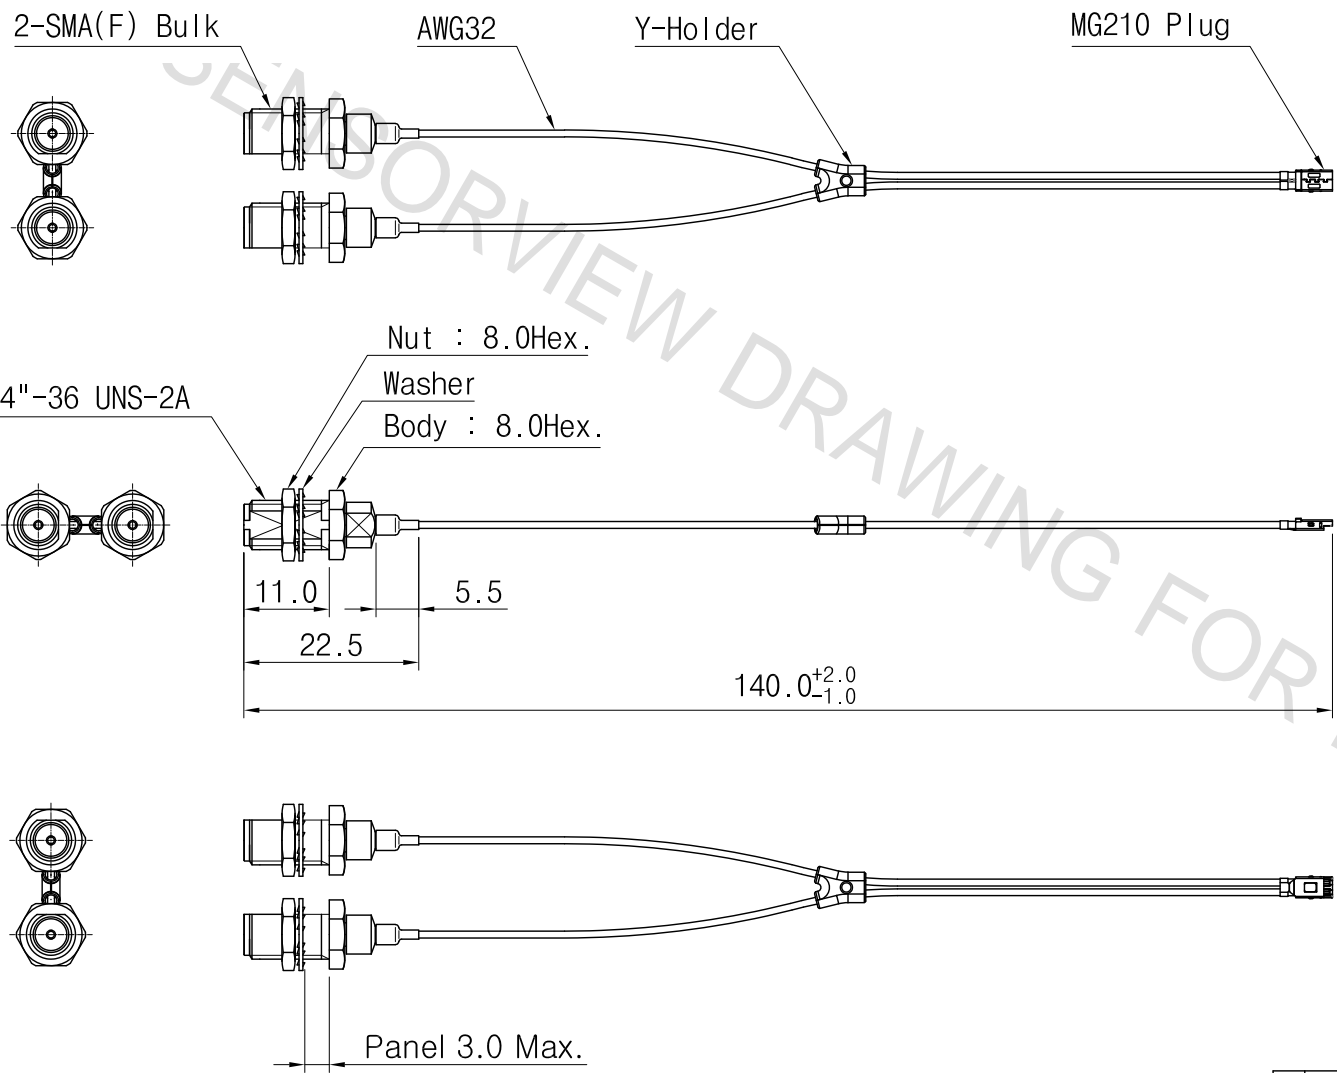 2-SMA(F) Bulk
AWG32
Y-Holder
MG210 Plug
SENSORVIEW DRAWING FOR
Nut : 8.0Hex.
4"-36 UNS-2A
Washer
Body : 8.0Hex.
11.0
5.5
22.5
140.0 +2.0 -1.0
Panel 3.0 Max.